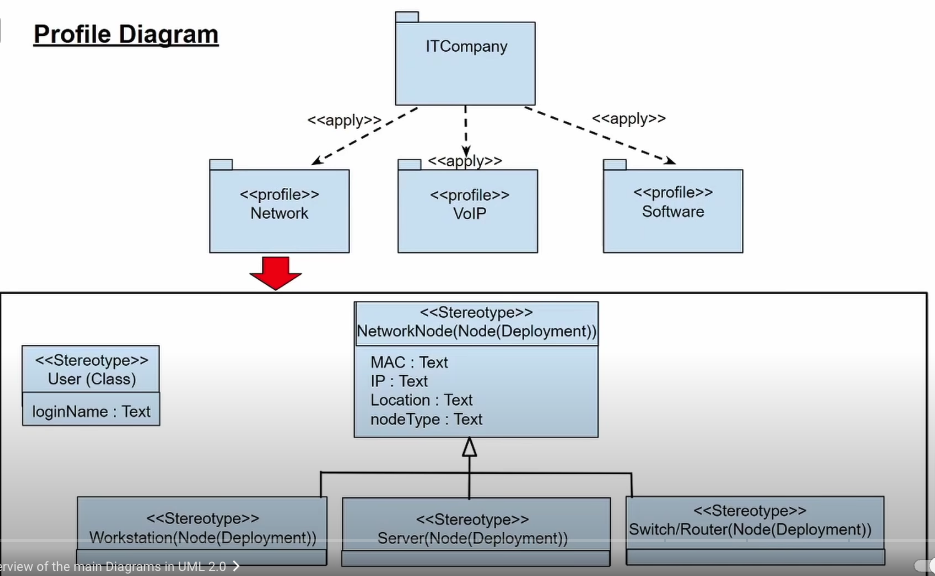 Profile Diagram
ITCompany
<<apply>>
<<apply>>
<<apply>>
<<profile>>
Network
<<profile>>
VoIP
<<profile>>
Software
<<Stereotype>>
NetworkNode(Node(Deployment))
MAC : Text
IP : Text
Location : Text
nodeType : Text
<<Stereotype>>
User (Class)
loginName : Text
<<Stereotype>>
Workstation(Node(Deployment))
<<Stereotype>>
Server(Node(Deployment))
<<Stereotype>>
Switch/Router(Node(Deployment))
erview of the main Diagrams in UML 2.0